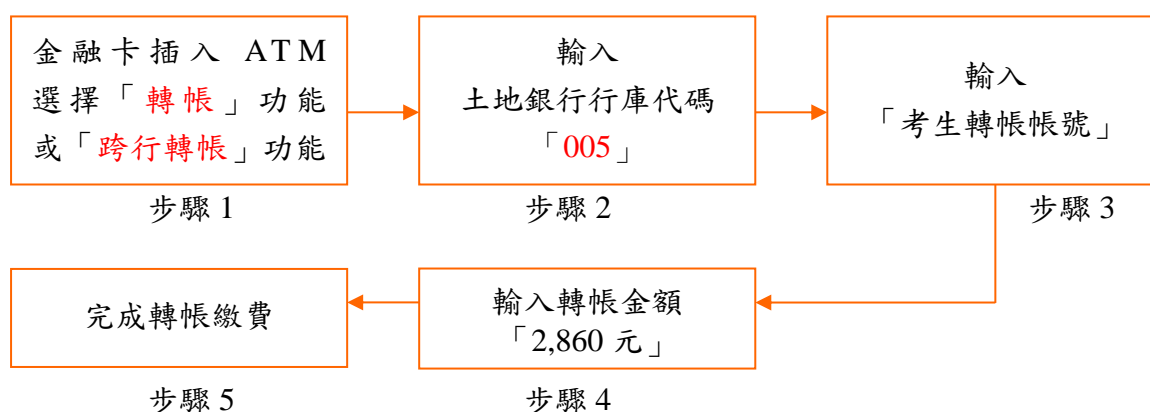 金融卡插入 ATM
選擇「轉帳」功能
或「跨行轉帳」功能
步驟 1
輸入
土地銀行行庫代碼
「005」
步驟 2
輸入
「考生轉帳帳號」
步驟 3
輸入轉帳金額
「2,860 元」
步驟 4
完成轉帳繳費
步驟 5